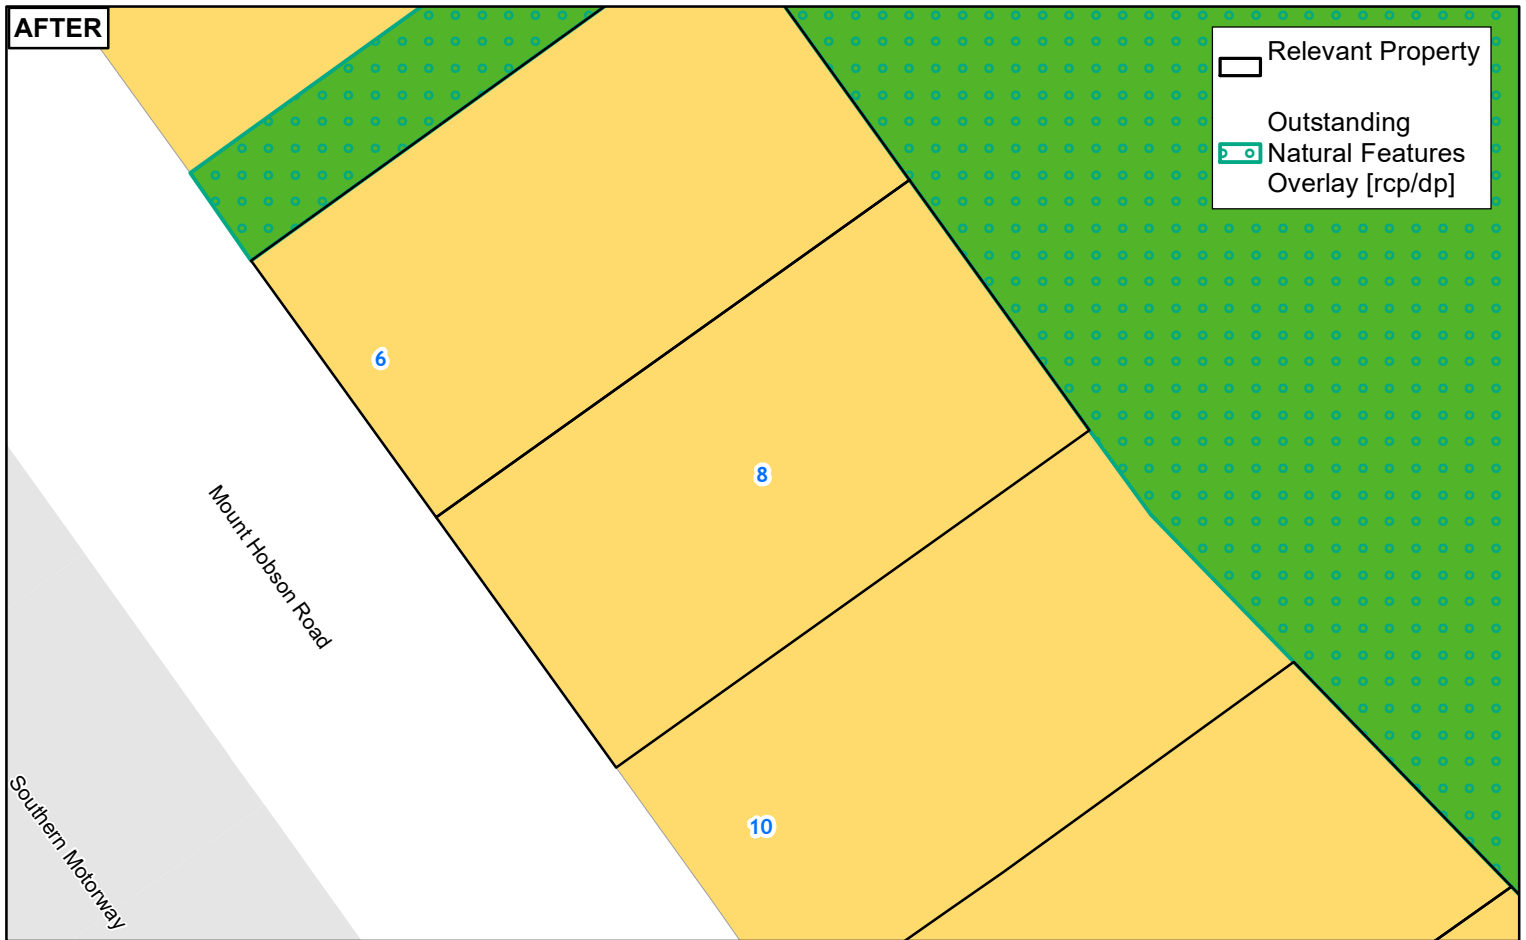 AFTER
Relevant Property
Outstanding
Natural Features
Overlay [rcp/dp]
6
8
Mount Hobson Road
10
Southern Motorway